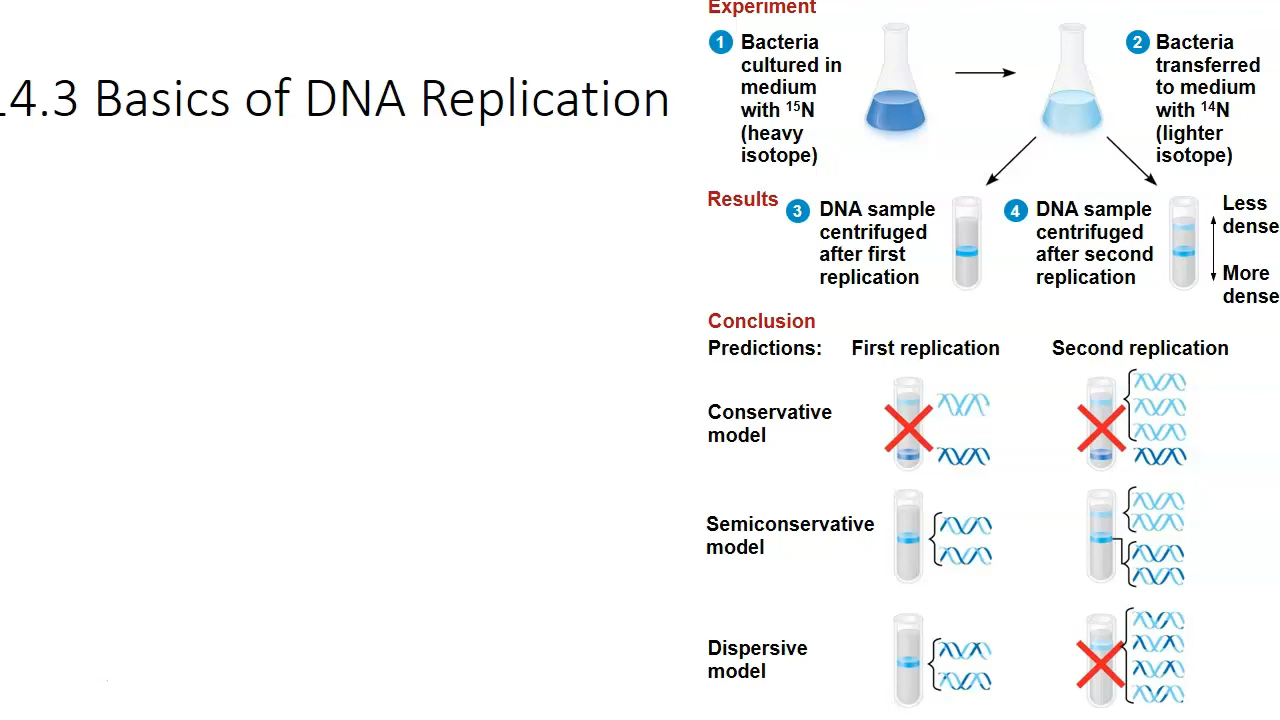 .4.3 Basics of DNA Replication
Experiment
1 Bacteria
cultured in
medium
with ¹⁵N
(heavy
isotope)
2 Bacteria
transferred
to medium
with ¹⁴N
(lighter
isotope)
Results
3 DNA sample
centrifuged
after first
replication
4 DNA sample
centrifuged
after second
replication
Less
dense
More
dense
Conclusion
Predictions: First replication Second replication
Conservative
model
Semiconservative
model
Dispersive
model